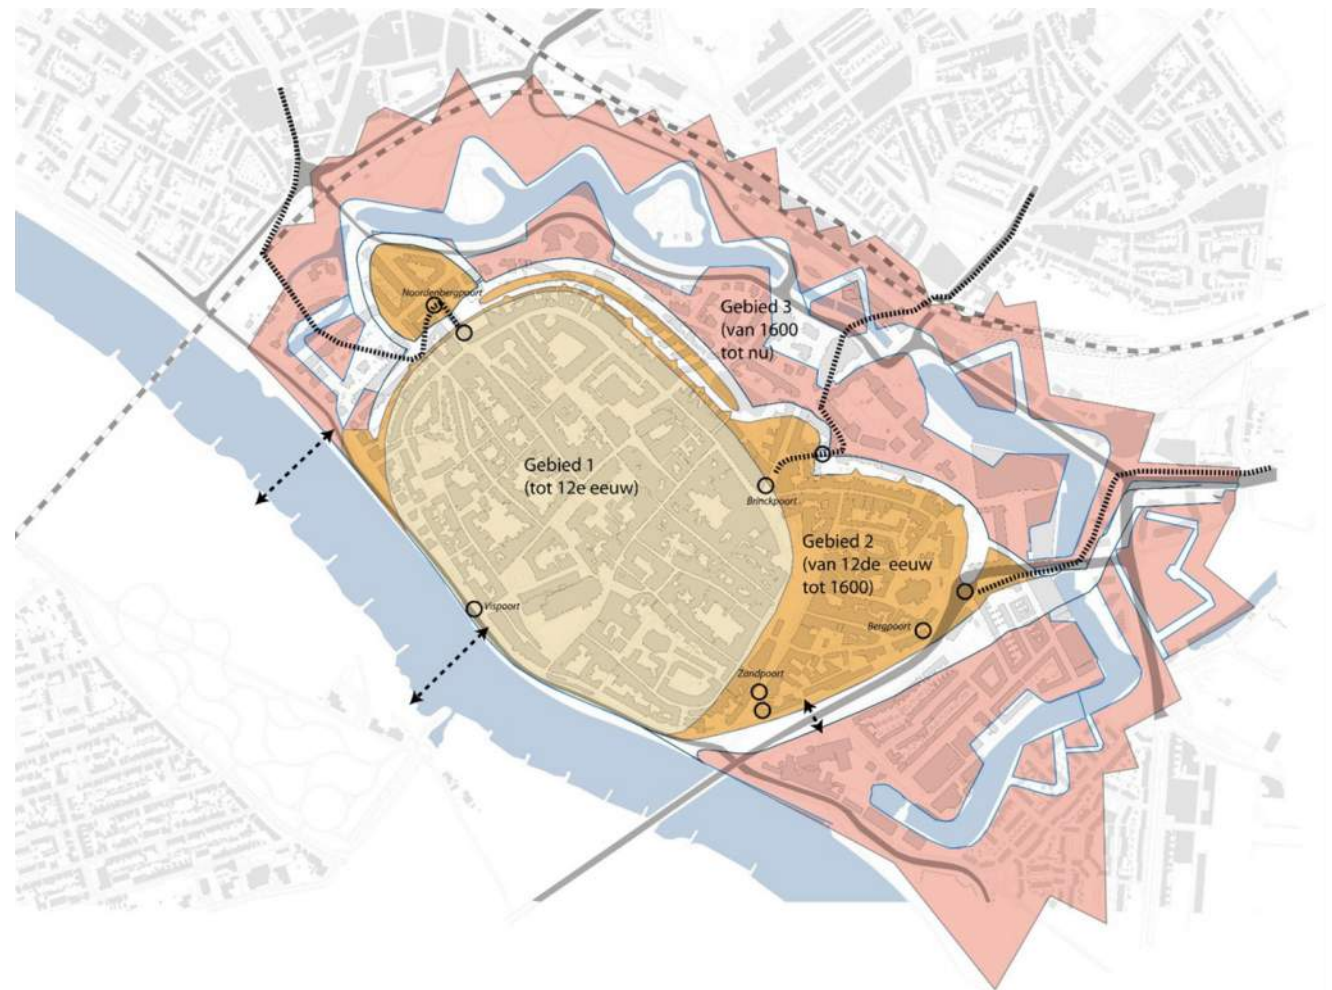 Noordenbergpoort
Gebied 3
(van 1600
tot nu)
Gebied 1
(tot 12e eeuw)
Brinckpoort
Gebied 2
(van 12de eeuw
tot 1600)
Vispoort
Bergpoort
Zandpoort